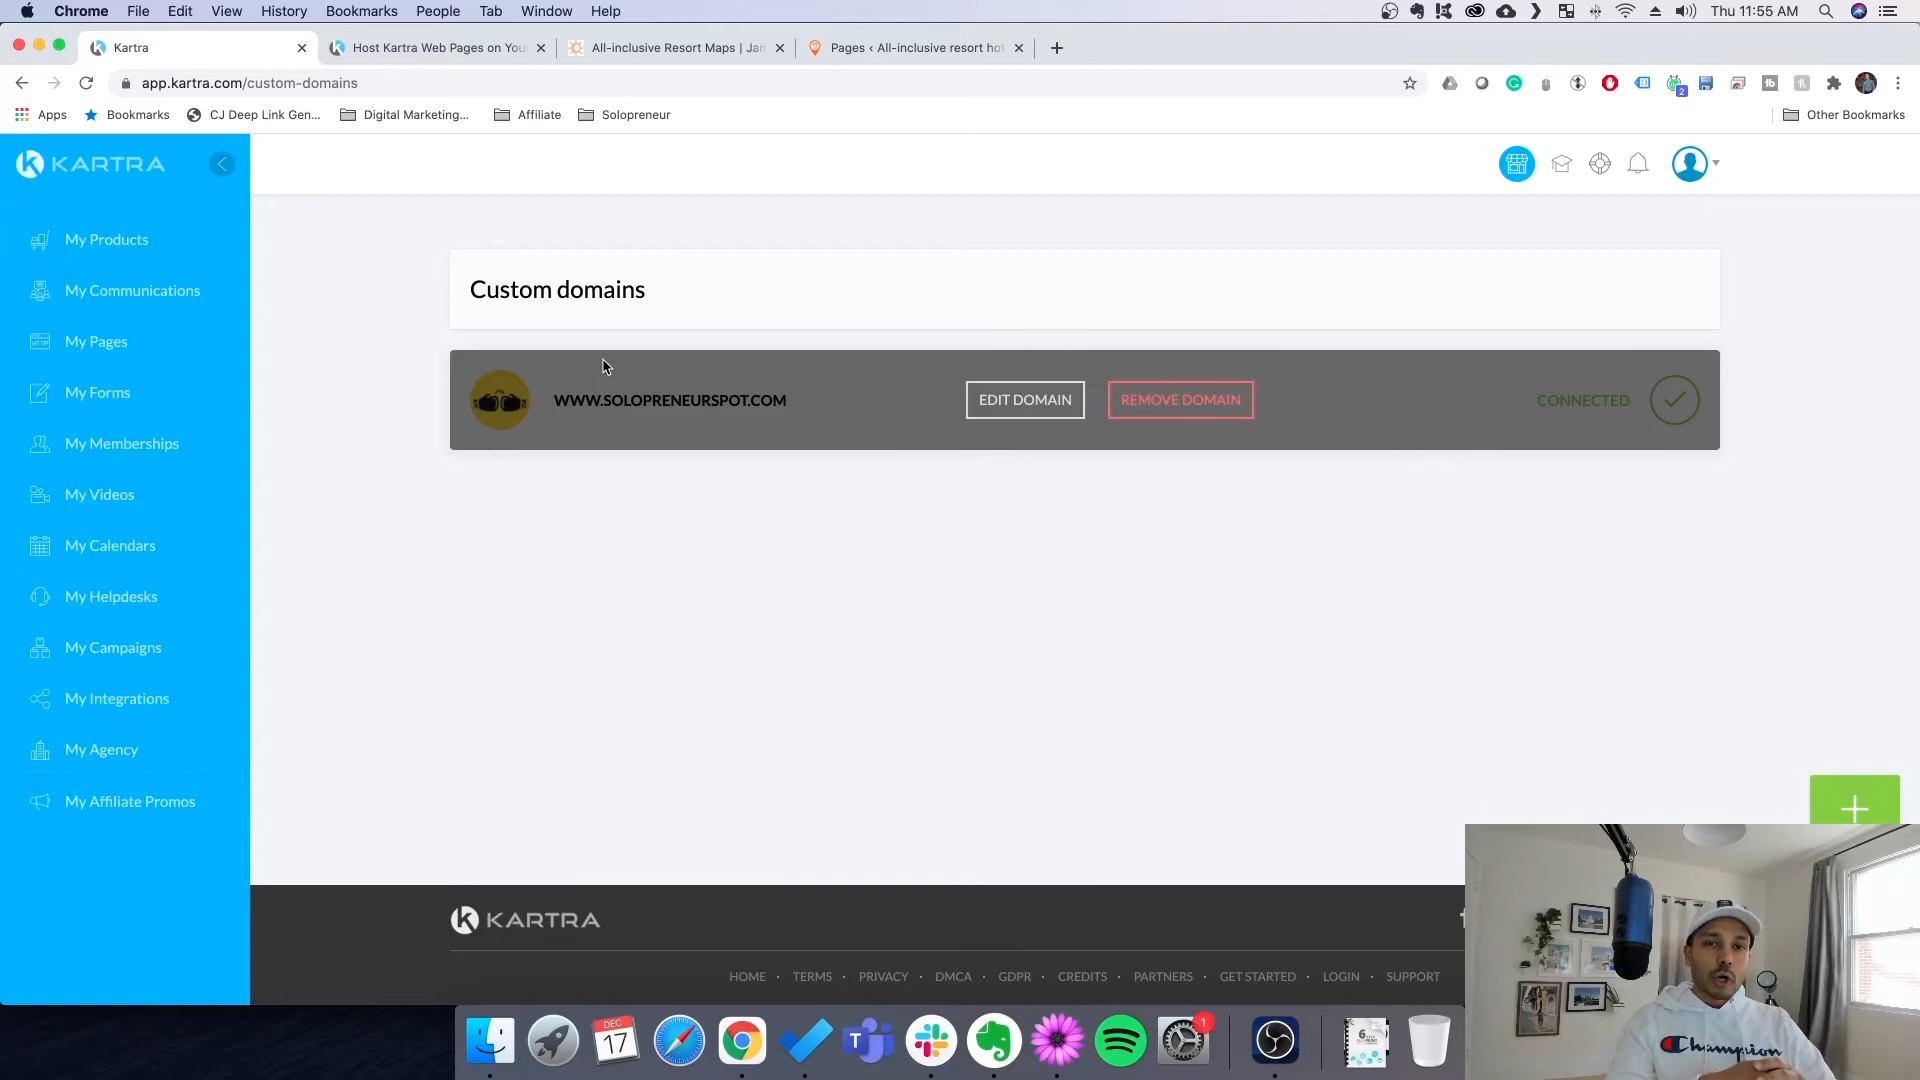 Chrome File Edit View History Bookmarks People Tab Window Help Thu 11:55 AM
Kartra Host Kartra Web Pages on You All-inclusive Resort Maps | Jam Pages ‹ All-inclusive resort hot
app.kartra.com/custom-domains
2
Apps Bookmarks CJ Deep Link Gen... Digital Marketing... Affiliate Solopreneur Other Bookmarks
KARTRA
My Products
My Communications
My Pages
My Forms
My Memberships
My Videos
My Calendars
My Helpdesks
My Campaigns
My Integrations
My Agency
My Affiliate Promos
Custom domains
WWW.SOLOPRENEURSPOT.COM EDIT DOMAIN REMOVE DOMAIN CONNECTED
KARTRA
HOME · TERMS · PRIVACY · DMCA · GDPR · CREDITS · PARTNERS · GET STARTED · LOGIN · SUPPORT
DEC
17
T
1
Champion